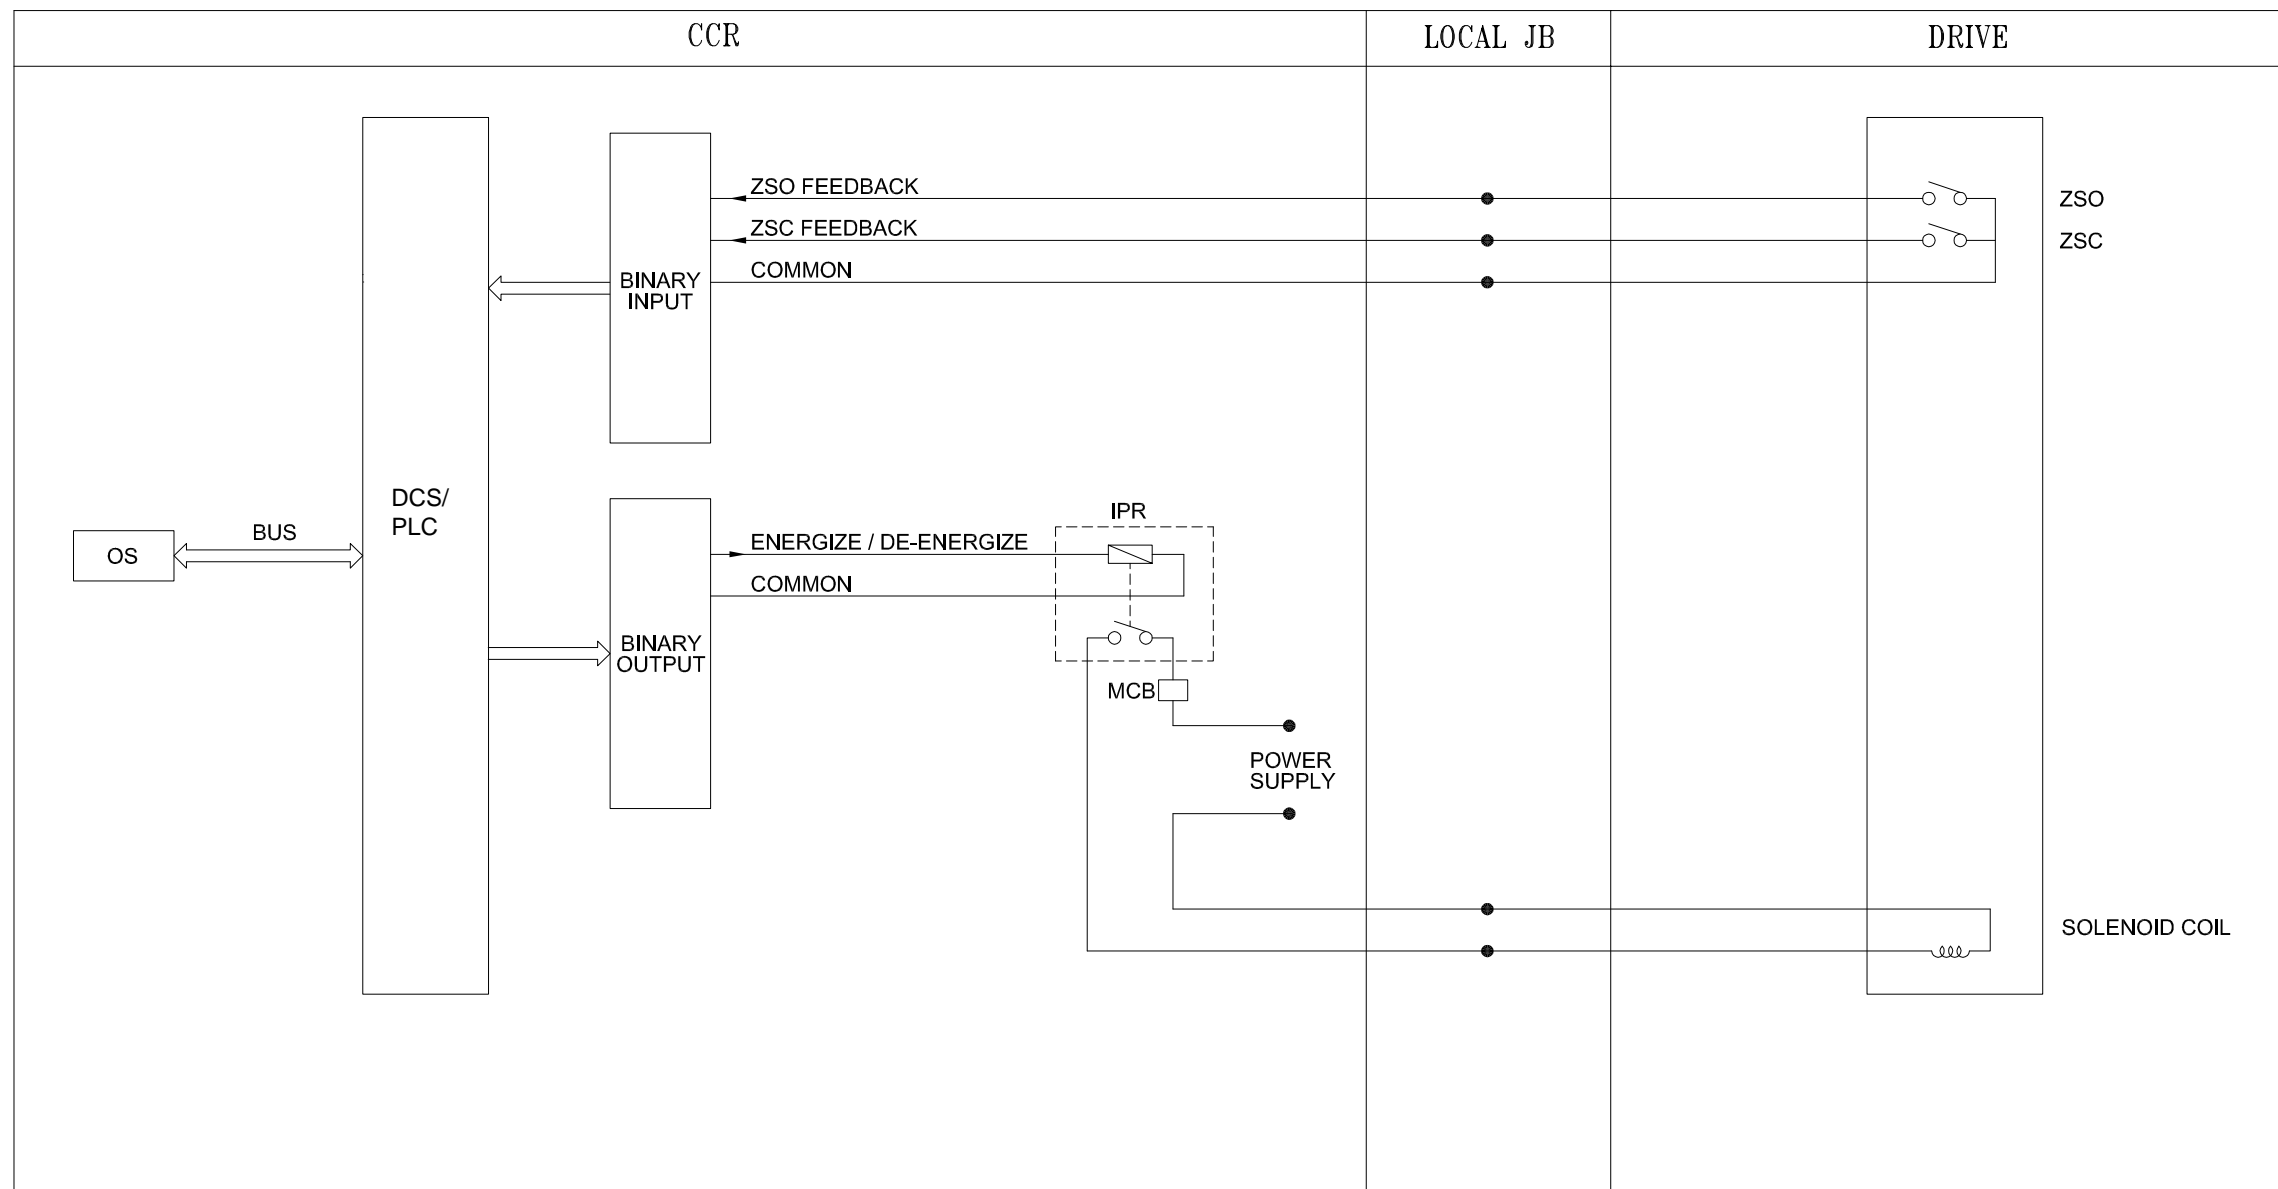 CCR
LOCAL JB
DRIVE
ZSO FEEDBACK
ZSO
ZSC FEEDBACK
ZSC
COMMON
BINARY
INPUT
DCS/
PLC
IPR
BUS
OS
ENERGIZE / DE-ENERGIZE
COMMON
BINARY
OUTPUT
MCB
POWER
SUPPLY
SOLENOID COIL